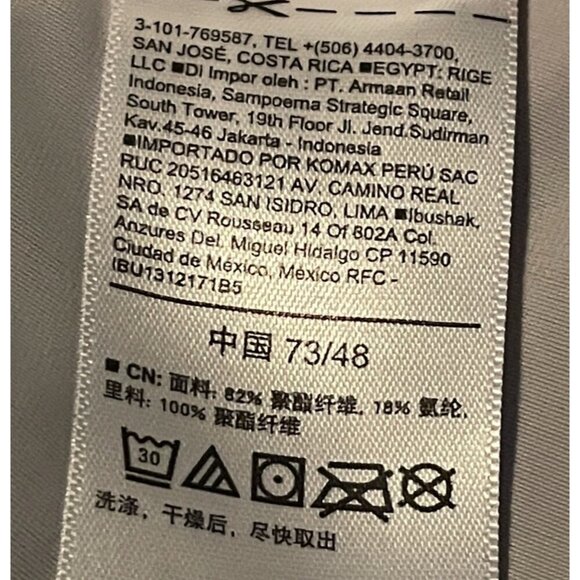 3-101-769587, TEL +(506) 4404-3700,
SAN JOSÉ, COSTA RICA ■EGYPT: RIGE
LLC ■Di Impor oleh : PT. Armaan Retail
Indonesia, Sampoerna Strategic Square,
South Tower, 19th Floor Jl. Jend.Sudirman
Kav.45-46 Jakarta - Indonesia
■IMPORTADO POR KOMAX PERÚ SAC
RUC 20516463121 AV. CAMINO REAL
NRO. 1274 SAN ISIDRO, LIMA ■Ibushak,
SA de CV Rousseau 14 Of 802A Col.
Anzures Del. Miguel Hidalgo CP 11590
Ciudad de México, México RFC -
IBU1312171B5
中国 73/48
■ CN: 面料: 82% 聚酯纤维, 18% 氨纶,
里料: 100% 聚酯纤维
30
洗涤，干燥后，尽快取出